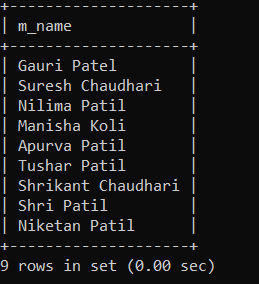 +--------------------+
| m_name             |
+--------------------+
| Gauri Patel        |
| Suresh Chaudhari   |
| Nilima Patil       |
| Manisha Koli       |
| Apurva Patil       |
| Tushar Patil       |
| Shrikant Chaudhari |
| Shri Patil         |
| Niketan Patil      |
+--------------------+
9 rows in set (0.00 sec)